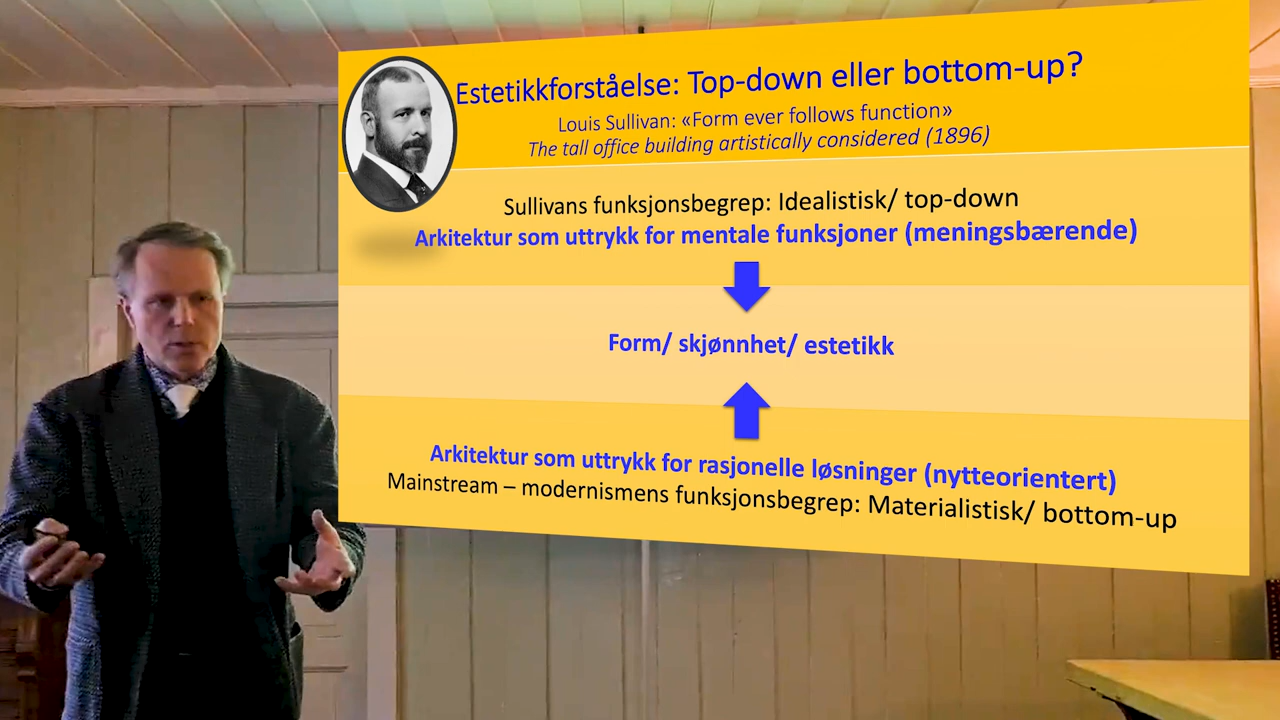 Estetikkforståelse: Top-down eller bottom-up?
Louis Sullivan: «Form ever follows function»
The tall office building artistically considered (1896)
Sullivans funksjonsbegrep: Idealistisk/ top-down
Arkitektur som uttrykk for mentale funksjoner (meningsbærende)
Form/ skjønnhet/ estetikk
Arkitektur som uttrykk for rasjonelle løsninger (nytteorientert)
Mainstream – modernismens funksjonsbegrep: Materialistisk/ bottom-up